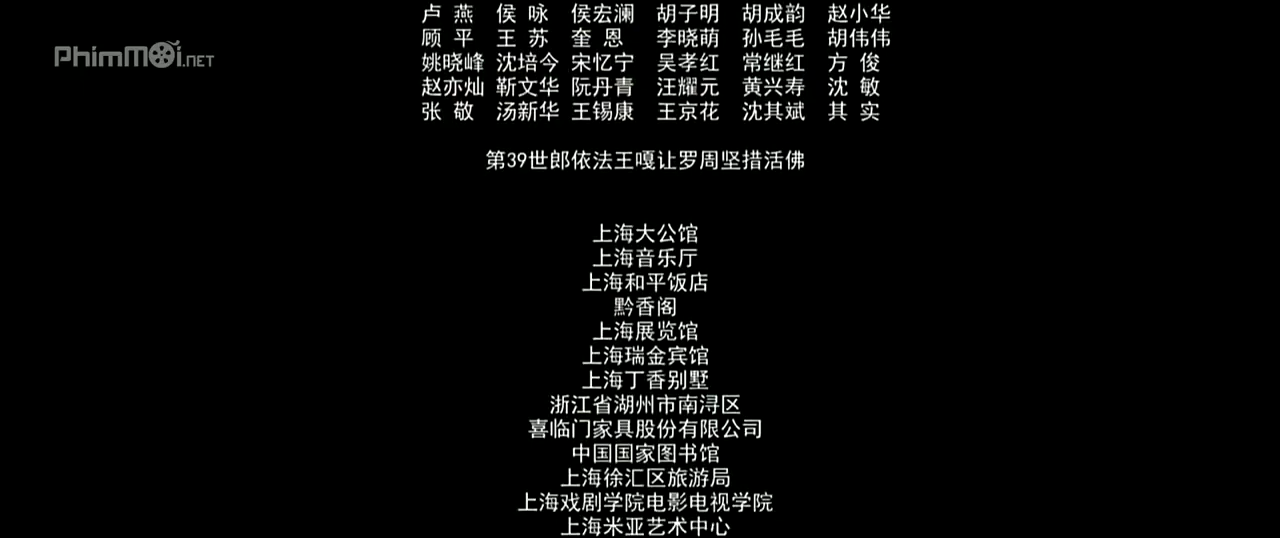 卢 燕 侯 咏 侯宏澜 胡子明 胡成韵 赵小华
PhimMỗi.NET
顾 平 王 苏 奎 恩 李晓萌 孙毛毛 胡伟伟
姚晓峰 沈培今 宋忆宁 吴孝红 常继红 方 俊
赵亦灿 靳文华 阮丹青 汪耀元 黄兴寿 沈 敏
张 敬 汤新华 王锡康 王京花 沈其斌 其 实
第39世郎依法王嘎让罗周坚措活佛
上海大公馆
上海音乐厅
上海和平饭店
黔香阁
上海展览馆
上海瑞金宾馆
上海丁香别墅
浙江省湖州市南浔区
喜临门家具股份有限公司
中国国家图书馆
上海徐汇区旅游局
上海戏剧学院电影电视学院
上海米亚艺术中心